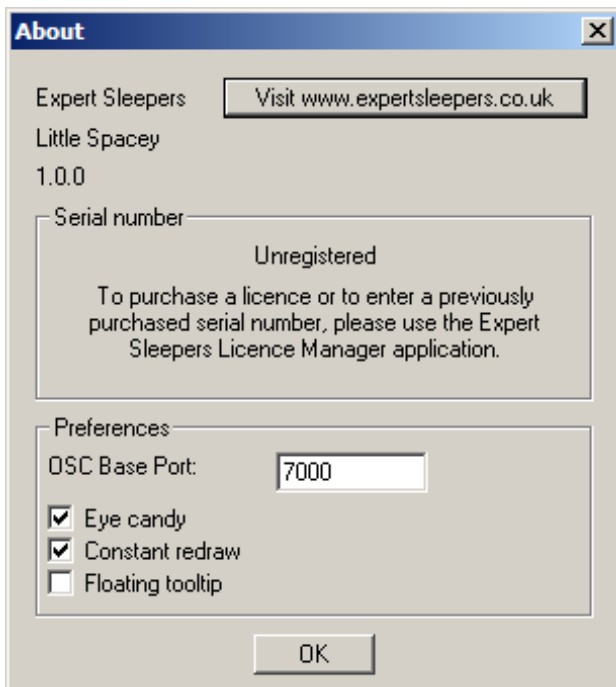 About
Expert Sleepers Visit www.expertsleepers.co.uk
Little Spacey
1.0.0
Serial number
Unregistered
To purchase a licence or to enter a previously
purchased serial number, please use the Expert
Sleepers Licence Manager application.
Preferences
OSC Base Port: 7000
Eye candy
Constant redraw
Floating tooltip
OK